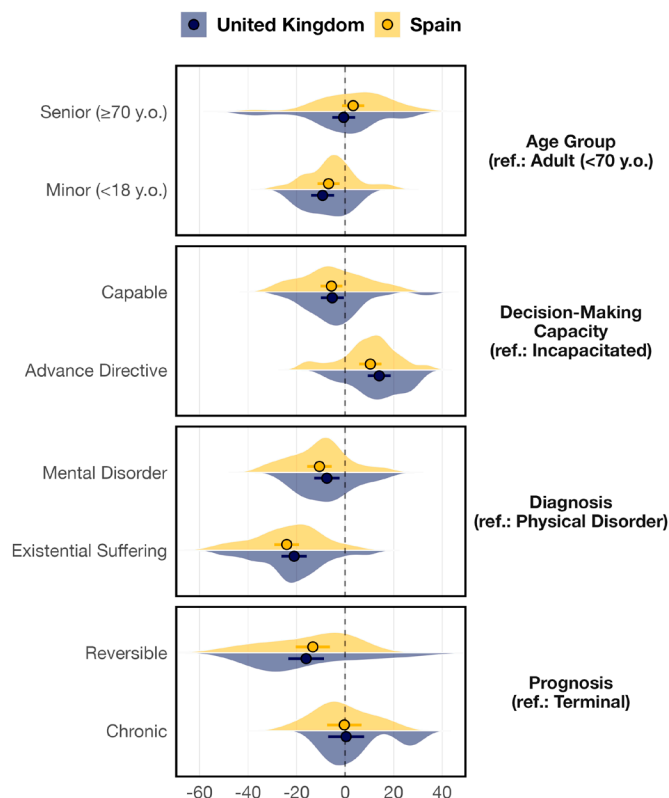 United Kingdom Spain
Senior (≥70 y.o.)
Minor (<18 y.o.)
Age Group
(ref.: Adult (<70 y.o.)
Capable
Advance Directive
Decision-Making
Capacity
(ref.: Incapacitated)
Mental Disorder
Existential Suffering
Diagnosis
(ref.: Physical Disorder)
Reversible
Chronic
Prognosis
(ref.: Terminal)
-60 -40 -20 0 20 40